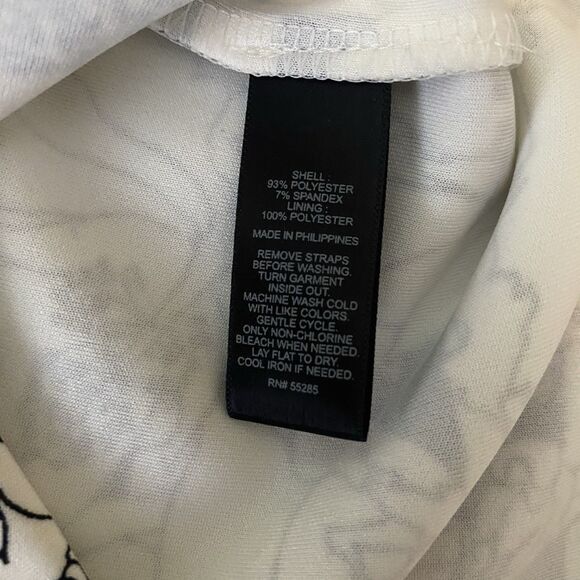 SHELL :
93% POLYESTER
7% SPANDEX
LINING :
100% POLYESTER
MADE IN PHILIPPINES
REMOVE STRAPS
BEFORE WASHING.
TURN GARMENT
INSIDE OUT.
MACHINE WASH COLD
WITH LIKE COLORS.
GENTLE CYCLE.
ONLY NON-CHLORINE
BLEACH WHEN NEEDED.
LAY FLAT TO DRY.
COOL IRON IF NEEDED.
RN# 55285